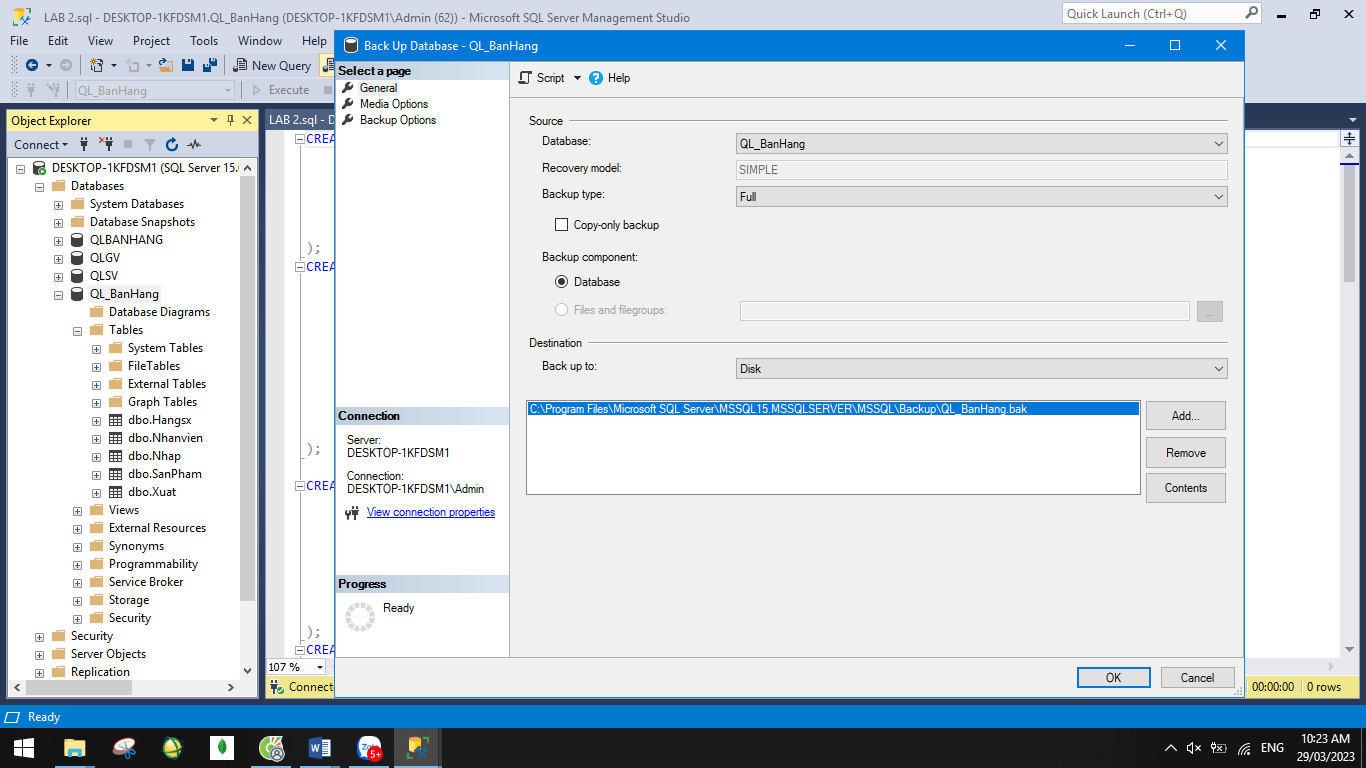 LAB 2.sql - DESKTOP-1KFDSM1.QL_BanHang (DESKTOP-1KFDSM1\Admin (62)) - Microsoft SQL Server Management Studio
Quick Launch (Ctrl+Q)
File Edit View Project Tools Window Help
New Query
QL_BanHang
Execute
Object Explorer
Connect
DESKTOP-1KFDSM1 (SQL Server 15.
Databases
System Databases
Database Snapshots
QLBANHANG
QLGV
QLSV
QL_BanHang
Database Diagrams
Tables
System Tables
FileTables
External Tables
Graph Tables
dbo.Hangsx
dbo.Nhanvien
dbo.Nhap
dbo.SanPham
dbo.Xuat
Views
External Resources
Synonyms
Programmability
Service Broker
Storage
Security
Security
Server Objects
Replication
LAB 2.sql - D
CREA
);
CREA
);
CREA
);
CREA
107 %
Connecte
00:00:00 0 rows
Back Up Database - QL_BanHang
Select a page
General
Media Options
Backup Options
Connection
Server:
DESKTOP-1KFDSM1
Connection:
DESKTOP-1KFDSM1\Admin
View connection properties
Progress
Ready
Script Help
Source
Database: QL_BanHang
Recovery model: SIMPLE
Backup type: Full
Copy-only backup
Backup component:
Database
Files and filegroups: ...
Destination
Back up to: Disk
C:\Program Files\Microsoft SQL Server\MSSQL15.MSSQLSERVER\MSSQL\Backup\QL_BanHang.bak
Add...
Remove
Contents
OK Cancel
Ready
5+
ENG
10:23 AM
29/03/2023